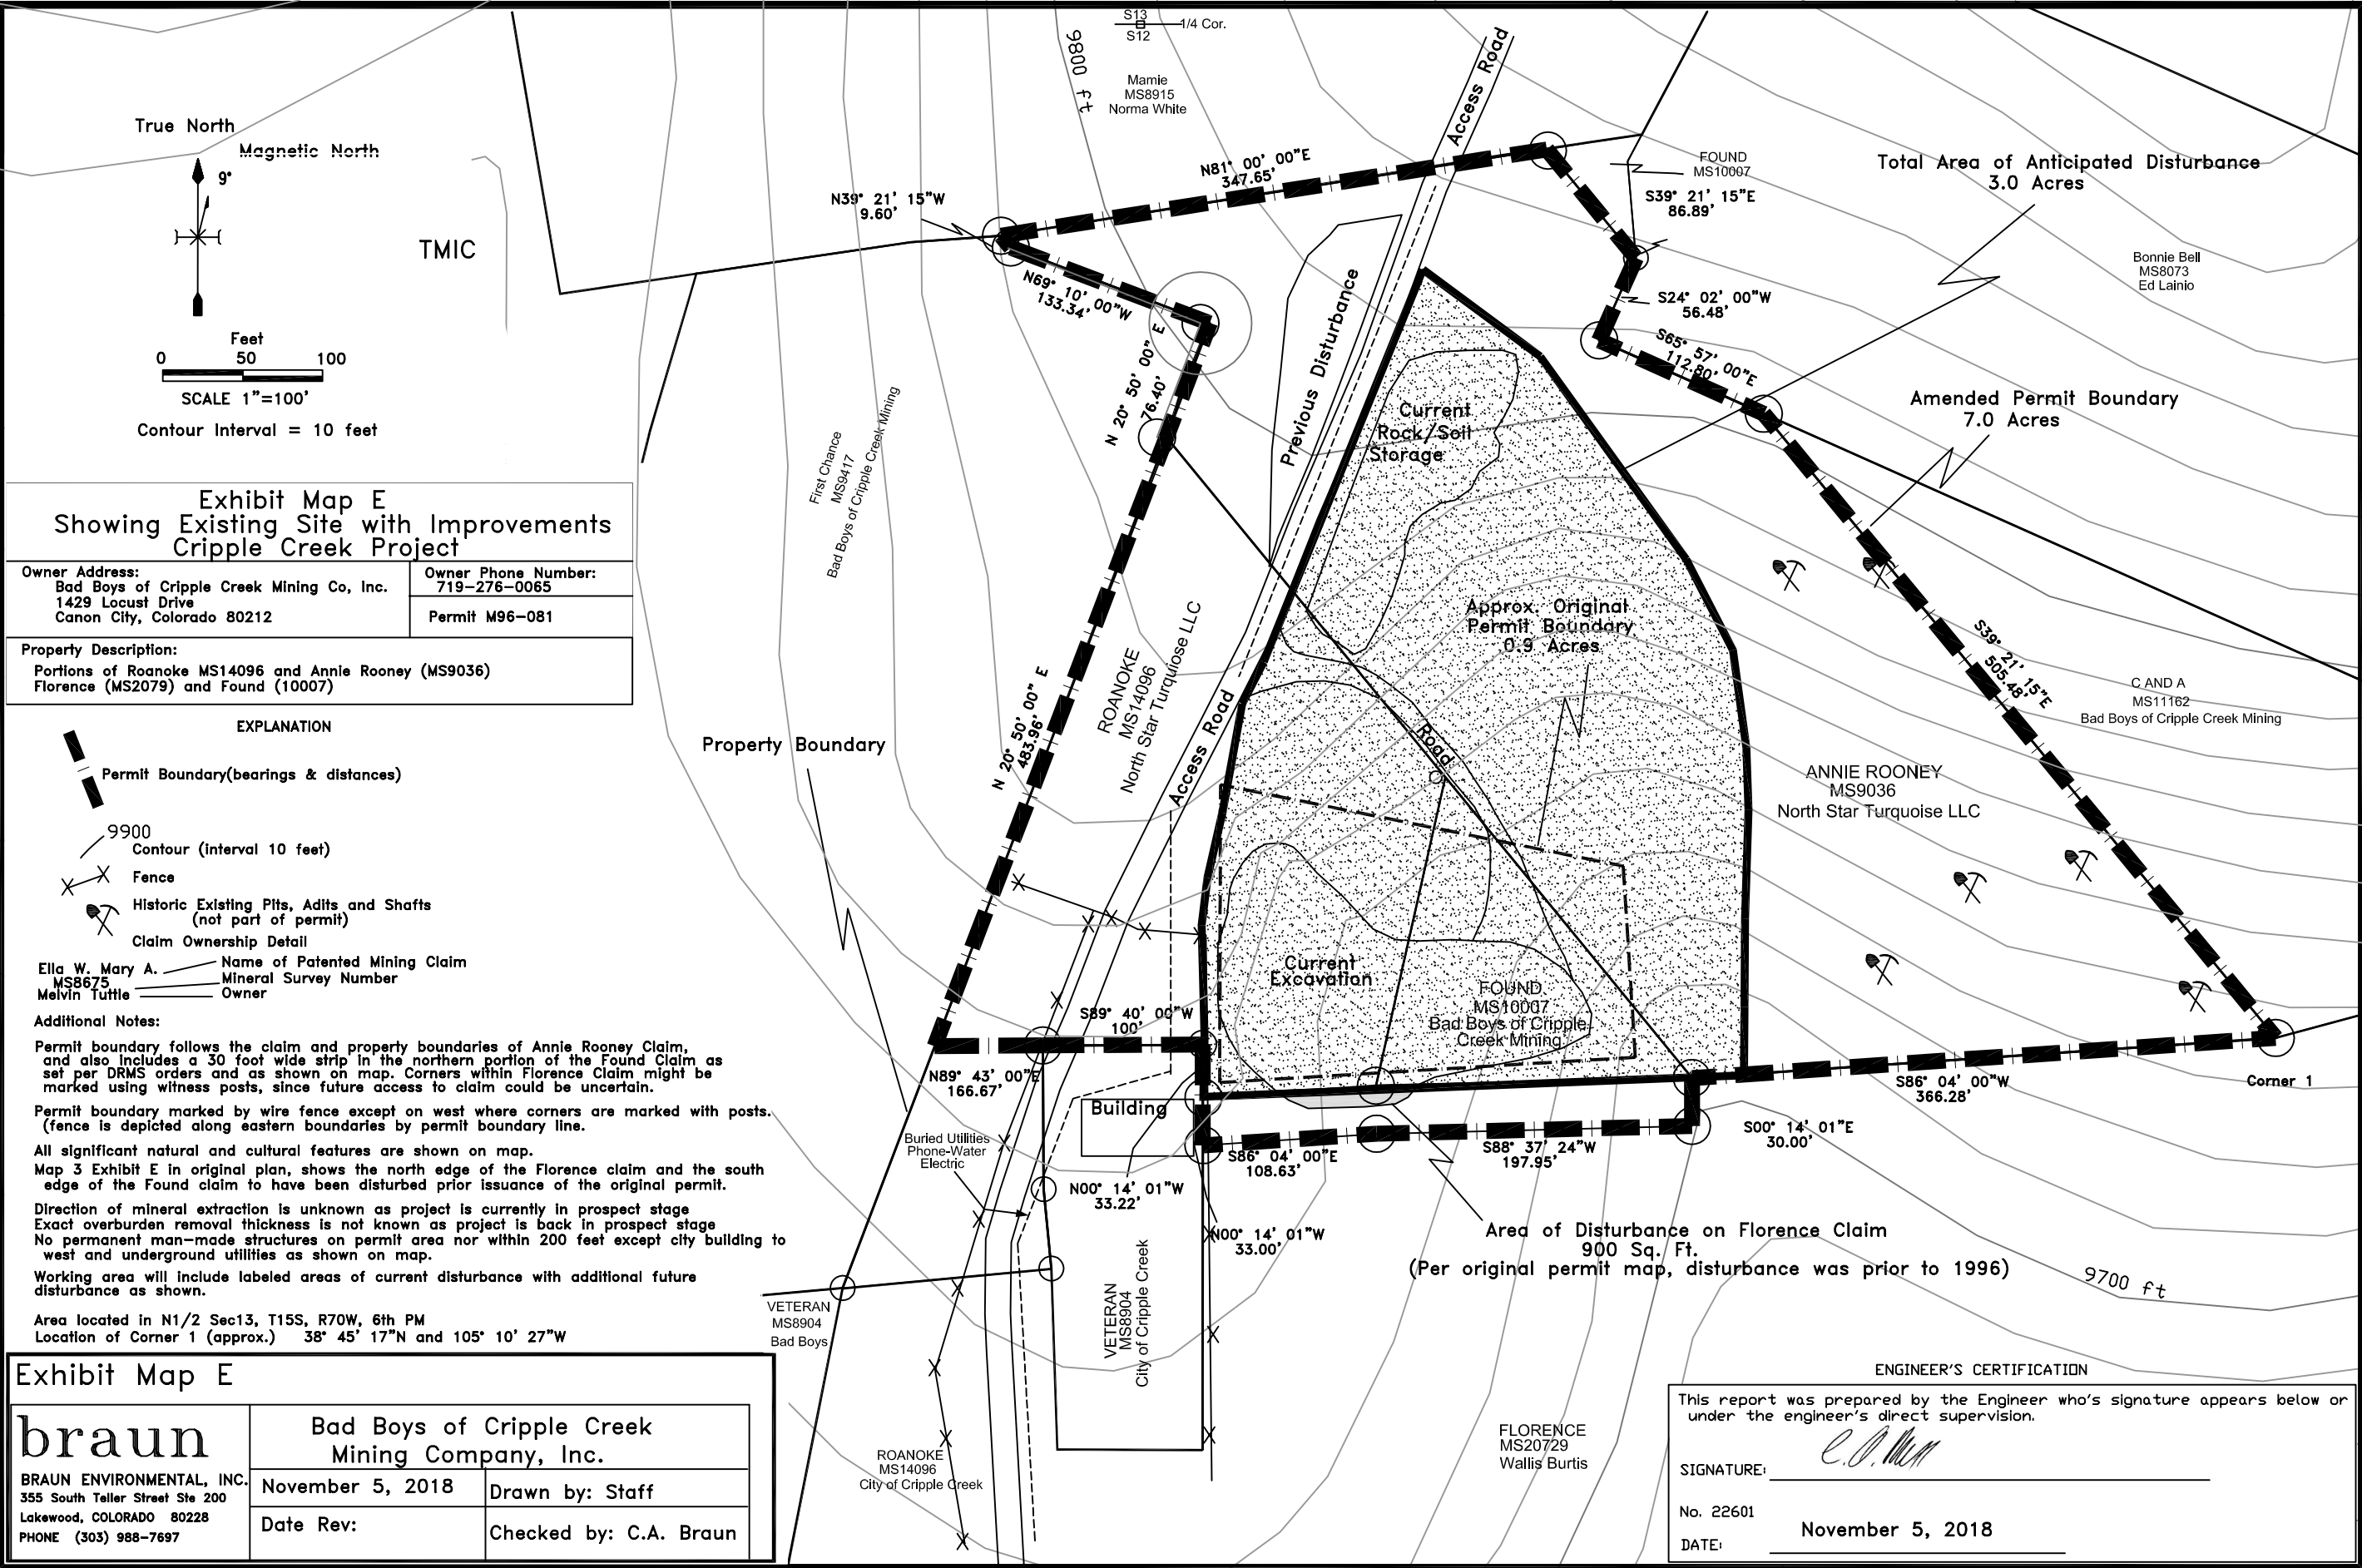 S13
1/4 Cor.
S12
9800 ft
Mamie
MS8915
Norma White
Access Road
True North
Magnetic North
9°
TMIC
Feet
0 50 100
SCALE 1"=100'
Contour Interval = 10 feet
N39° 21' 15"W
9.60'
N81° 00' 00"E
347.65'
FOUND
MS10007
S39° 21' 15"E
86.89'
Total Area of Anticipated Disturbance
3.0 Acres
Bonnie Bell
MS8073
Ed Lainio
N69° 10' 00"W
133.34'
S24° 02' 00"W
56.48'
S65° 57' 00"E
112.80'
N 20° 50' 00" E
76.40'
Previous Disturbance
Current
Rock/Soil
Storage
Amended Permit Boundary
7.0 Acres
First Chance
MS9417
Bad Boys of Cripple Creek Mining
Exhibit Map E
Showing Existing Site with Improvements
Cripple Creek Project
Owner Address:
Bad Boys of Cripple Creek Mining Co, Inc.
1429 Locust Drive
Canon City, Colorado 80212
Owner Phone Number:
719-276-0065
Permit M96-081
Property Description:
Portions of Roanoke MS14096 and Annie Rooney (MS9036)
Florence (MS2079) and Found (10007)
EXPLANATION
Permit Boundary(bearings & distances)
9900
Contour (interval 10 feet)
Fence
Historic Existing Pits, Adits and Shafts
(not part of permit)
Claim Ownership Detail
Ella W. Mary A.
MS8675
Melvin Tuttle
Name of Patented Mining Claim
Mineral Survey Number
Owner
Additional Notes:
Permit boundary follows the claim and property boundaries of Annie Rooney Claim,
and also includes a 30 foot wide strip in the northern portion of the Found Claim as
set per DRMS orders and as shown on map. Corners within Florence Claim might be
marked using witness posts, since future access to claim could be uncertain.
Permit boundary marked by wire fence except on west where corners are marked with posts.
(fence is depicted along eastern boundaries by permit boundary line.
All significant natural and cultural features are shown on map.
Map 3 Exhibit E in original plan, shows the north edge of the Florence claim and the south
edge of the Found claim to have been disturbed prior issuance of the original permit.
Direction of mineral extraction is unknown as project is currently in prospect stage
Exact overburden removal thickness is not known as project is back in prospect stage
No permanent man-made structures on permit area nor within 200 feet except city building to
west and underground utilities as shown on map.
Working area will include labeled areas of current disturbance with additional future
disturbance as shown.
Area located in N1/2 Sec13, T15S, R70W, 6th PM
Location of Corner 1 (approx.) 38° 45' 17"N and 105° 10' 27"W
Property Boundary
N 20° 50' 00" E
483.96'
ROANOKE
MS14096
North Star Turquiose LLC
Access Road
Approx. Original
Permit Boundary
0.9 Acres
Road
S39° 21' 15"E
505.48'
C AND A
MS11162
Bad Boys of Cripple Creek Mining
ANNIE ROONEY
MS9036
North Star Turquoise LLC
Current
Excavation
FOUND
MS10007
Bad Boys of Cripple
Creek Mining
S89° 40' 00"W
100'
N89° 43' 00"E
166.67'
Building
Buried Utilities
Phone-Water
Electric
S86° 04' 00"W
366.28'
Corner 1
S00° 14' 01"E
30.00'
S86° 04' 00"E
108.63'
S88° 37' 24"W
197.95'
N00° 14' 01"W
33.22'
N00° 14' 01"W
33.00'
Area of Disturbance on Florence Claim
900 Sq. Ft.
(Per original permit map, disturbance was prior to 1996)
9700 ft
VETERAN
MS8904
Bad Boys
VETERAN
MS8904
City of Cripple Creek
ROANOKE
MS14096
City of Cripple Creek
FLORENCE
MS20729
Wallis Burtis
Exhibit Map E
braun
BRAUN ENVIRONMENTAL, INC.
355 South Teller Street Ste 200
Lakewood, COLORADO 80228
PHONE (303) 988-7697
Bad Boys of Cripple Creek
Mining Company, Inc.
November 5, 2018
Drawn by: Staff
Date Rev:
Checked by: C.A. Braun
ENGINEER'S CERTIFICATION
This report was prepared by the Engineer who's signature appears below or
under the engineer's direct supervision.
SIGNATURE:
No. 22601
DATE: November 5, 2018